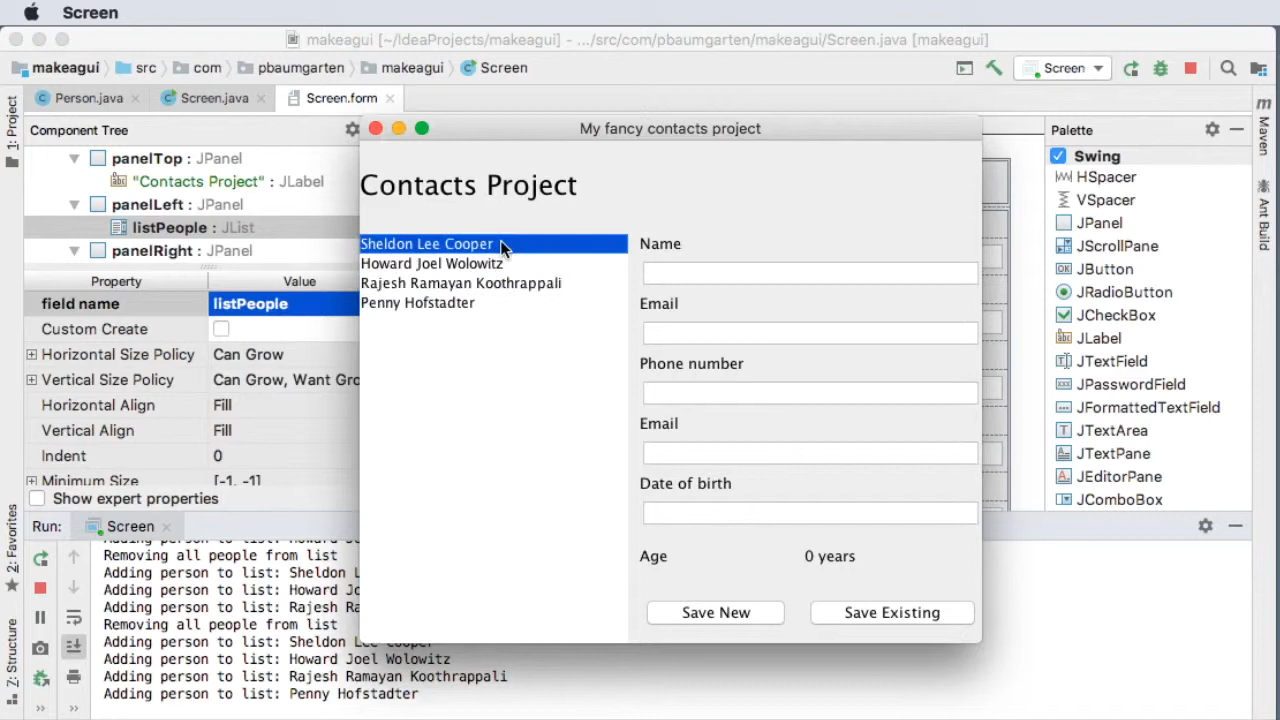 Screen
makeagui [~/IdeaProjects/makeagui] - .../src/com/pbaumgarten/makeagui/Screen.java [makeagui]
makeagui src com pbaumgarten makeagui Screen
Screen
Person.java Screen.java Screen.form
1: Project
Component Tree
panelTop : JPanel
"Contacts Project" : JLabel
panelLeft : JPanel
listPeople : JList
panelRight : JPanel
Property Value
field name listPeople
Custom Create
Horizontal Size Policy Can Grow
Vertical Size Policy Can Grow, Want Gro
Horizontal Align Fill
Vertical Align Fill
Indent 0
Minimum Size [-1, -1]
Show expert properties
My fancy contacts project
Contacts Project
Sheldon Lee Cooper
Howard Joel Wolowitz
Rajesh Ramayan Koothrappali
Penny Hofstadter
Name
Email
Phone number
Email
Date of birth
Age 0 years
Save New Save Existing
Palette
Swing
HSpacer
VSpacer
JPanel
JScrollPane
JButton
JRadioButton
JCheckBox
JLabel
JTextField
JPasswordField
JFormattedTextField
JTextArea
JTextPane
JEditorPane
JComboBox
m
Maven
Ant Build
2: Favorites
Z: Structure
Run: Screen
Removing all people from list
Adding person to list: Sheldon L
Adding person to list: Howard Jo
Adding person to list: Rajesh Ra
Removing all people from list
Adding person to list: Sheldon Lee Cooper
Adding person to list: Howard Joel Wolowitz
Adding person to list: Rajesh Ramayan Koothrappali
Adding person to list: Penny Hofstadter